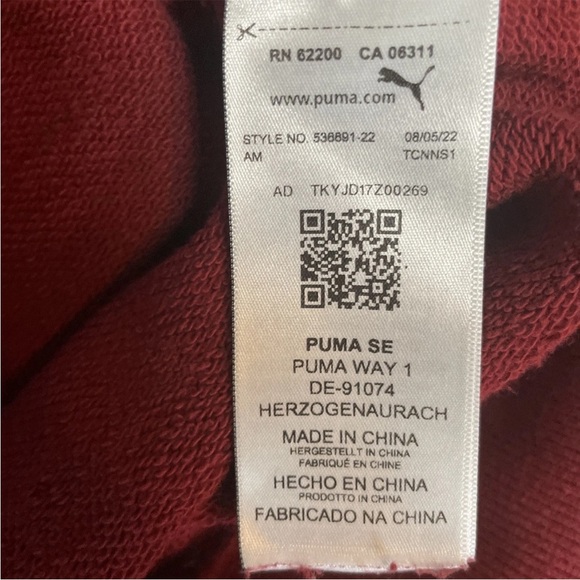 RN 62200 CA 06311
www.puma.com
STYLE NO. 536691-22 08/05/22
AM TCNNS1
AD TKYJD17Z00269
PUMA SE
PUMA WAY 1
DE-91074
HERZOGENAURACH
MADE IN CHINA
HERGESTELLT IN CHINA
FABRIQUÉ EN CHINE
HECHO EN CHINA
PRODOTTO IN CHINA
FABRICADO NA CHINA